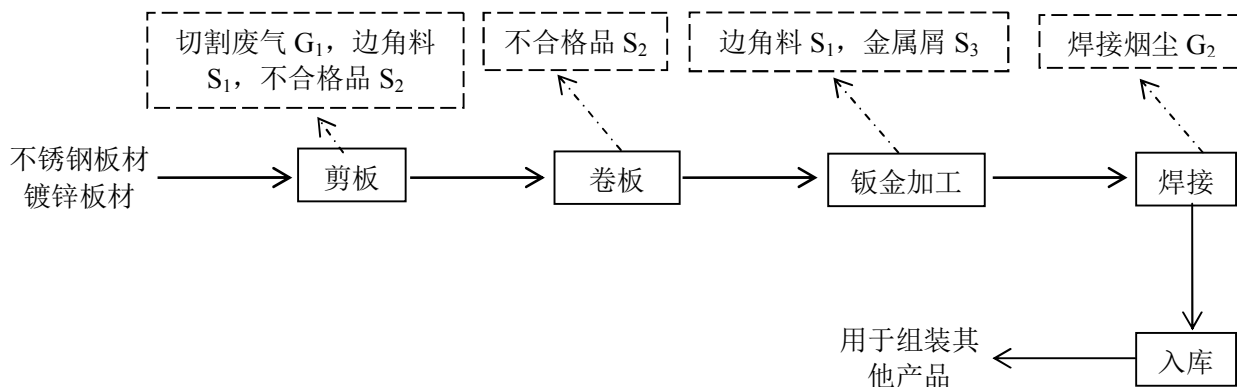 切割废气 G₁，边角料
S₁，不合格品 S₂
不合格品 S₂
边角料 S₁，金属屑 S₃
焊接烟尘 G₂
不锈钢板材
镀锌板材
剪板
卷板
钣金加工
焊接
用于组装其
他产品
入库